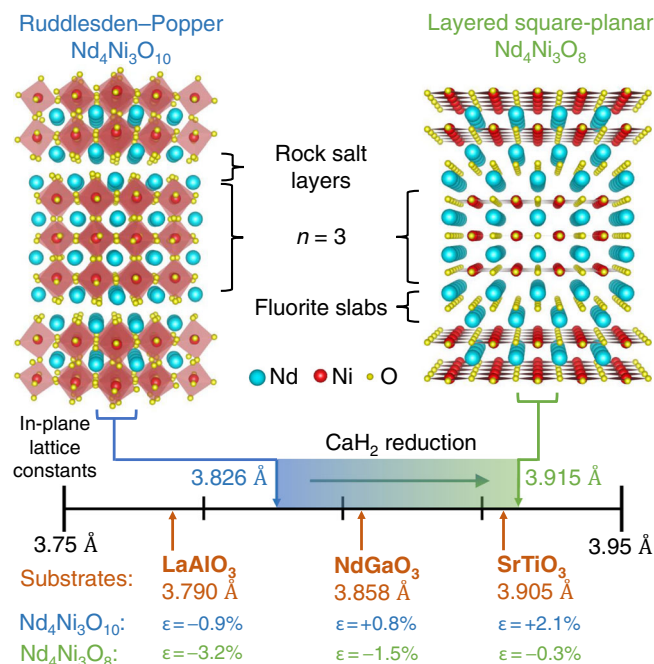 Ruddlesden–Popper
Nd₄Ni₃O₁₀
Layered square-planar
Nd₄Ni₃O₈
Rock salt
layers
n = 3
Fluorite slabs
Nd Ni O
In-plane
lattice
constants
CaH₂ reduction
3.826 Å
3.915 Å
3.75 Å
3.95 Å
Substrates:
LaAlO₃
3.790 Å
NdGaO₃
3.858 Å
SrTiO₃
3.905 Å
Nd₄Ni₃O₁₀: ε=−0.9% ε=+0.8% ε=+2.1%
Nd₄Ni₃O₈: ε=−3.2% ε=−1.5% ε=−0.3%